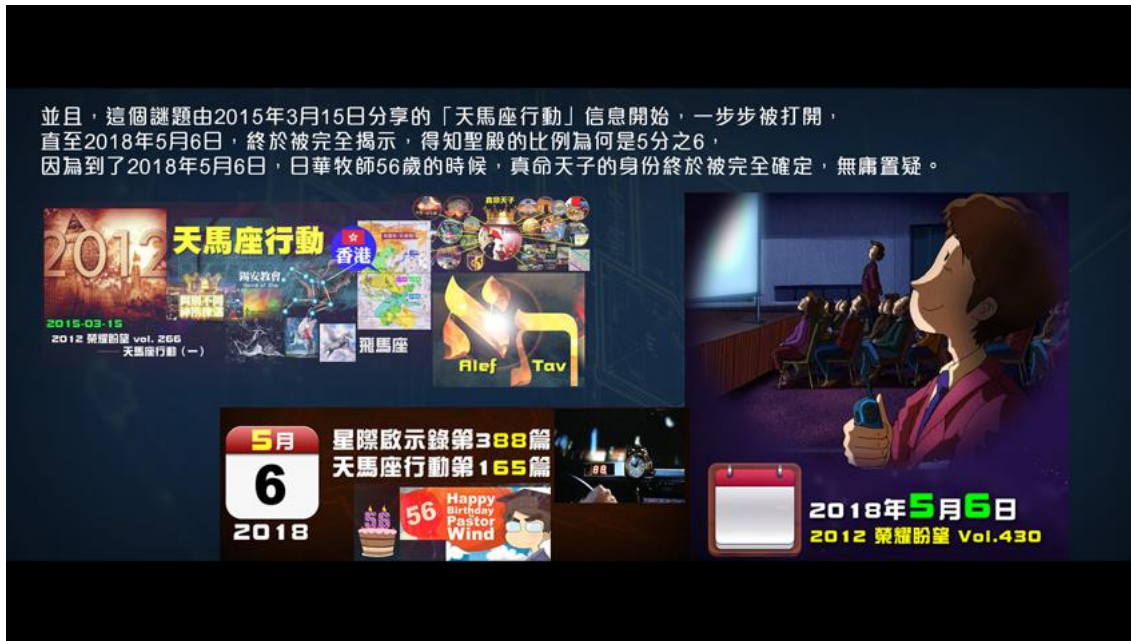 並且，這個謎題由2015年3月15日分享的「天馬座行動」信息開始，一步步被打開，
直至2018年5月6日，終於被完全揭示，得知聖殿的比例為何是5分之6，
因為到了2018年5月6日，日華牧師56歲的時候，真命天子的身份終於被完全確定，無庸置疑。
2012
天馬座行動
香港
錫安教會
真命天子
2015-03-15
2012 榮耀盼望 vol. 266
——天馬座行動（一）
飛馬座
Alef Tav
5月
6
2018
星際啟示錄第388篇
天馬座行動第165篇
56
56
Happy
Birthday
Pastor
Wind
2018年5月6日
2012 榮耀盼望 Vol.430